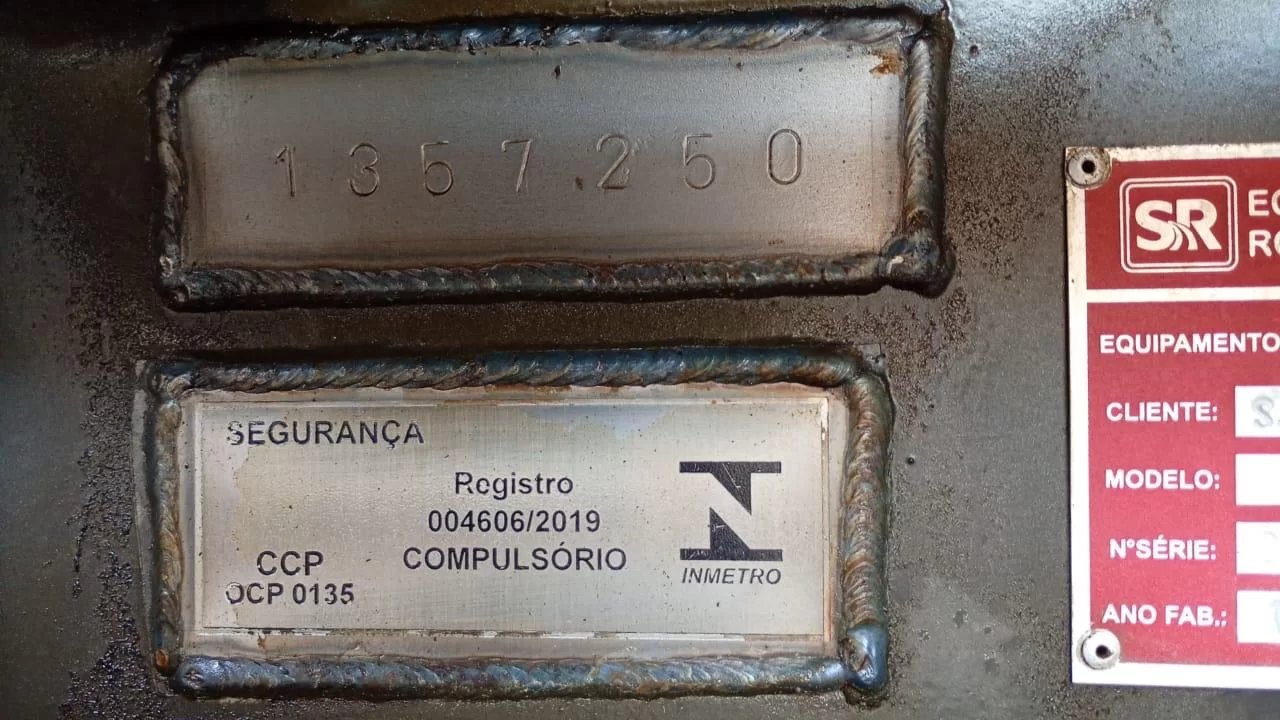 1357.250
SEGURANÇA
Registro
004606/2019
COMPULSÓRIO
CCP
OCP 0135
INMETRO
SR
EQUIPAMENTO
CLIENTE:
MODELO:
N°SÉRIE:
ANO FAB.: